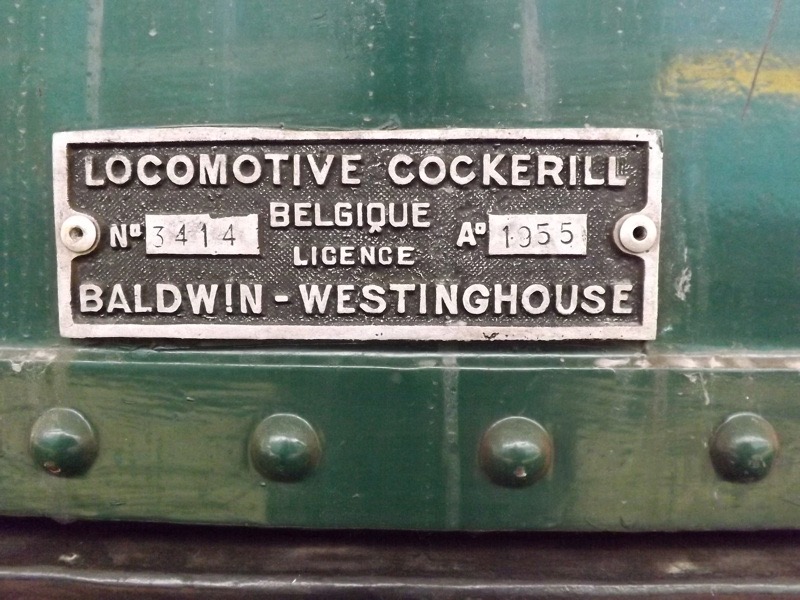 LOCOMOTIVE COCKERILL
Nº 3414 BELGIQUE Aº 1955
LICENCE
BALDWIN - WESTINGHOUSE